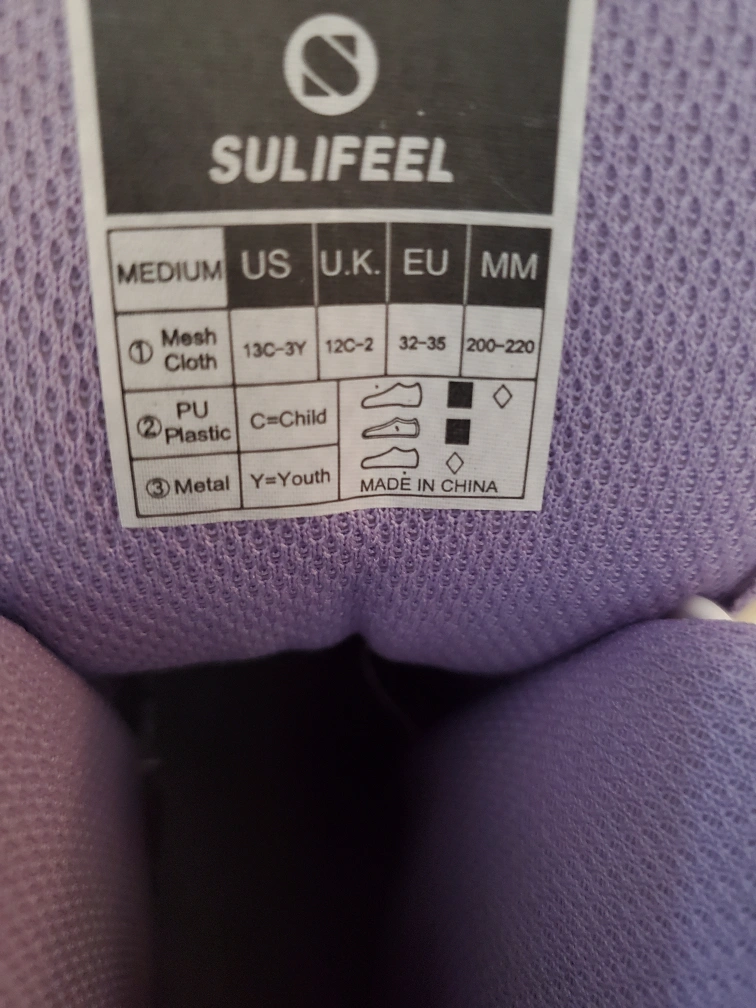 SULIFEEL
MEDIUM US U.K. EU MM
① Mesh Cloth 13C-3Y 12C-2 32-35 200-220
② PU Plastic C=Child
③ Metal Y=Youth
MADE IN CHINA